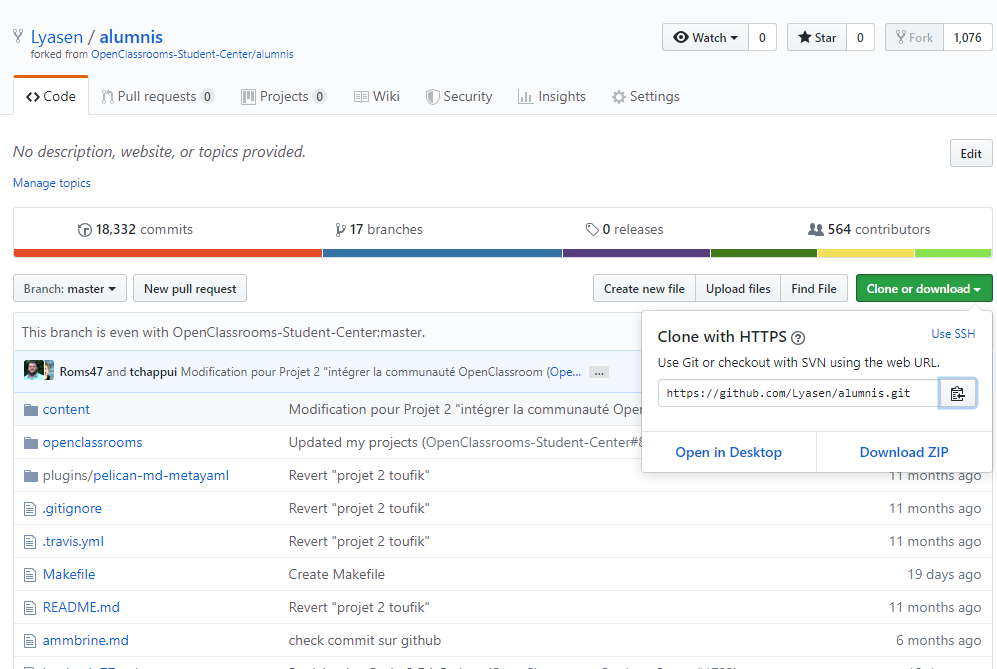 Lyasen / alumnis
forked from OpenClassrooms-Student-Center/alumnis
Watch 0 Star 0 Fork 1,076
Code Pull requests 0 Projects 0 Wiki Security Insights Settings
No description, website, or topics provided.
Edit
Manage topics
18,332 commits 17 branches 0 releases 564 contributors
Branch: master New pull request Create new file Upload files Find File Clone or download
This branch is even with OpenClassrooms-Student-Center:master.
Clone with HTTPS Use SSH
Use Git or checkout with SVN using the web URL.
https://github.com/Lyasen/alumnis.git
Open in Desktop Download ZIP
Roms47 and tchappui Modification pour Projet 2 "intégrer la communauté OpenClassroom (Ope... ...
content Modification pour Projet 2 "intégrer la communauté Oper
openclassrooms Updated my projects (OpenClassrooms-Student-Center#8
plugins/pelican-md-metayaml Revert "projet 2 toufik" 11 months ago
.gitignore Revert "projet 2 toufik" 11 months ago
.travis.yml Revert "projet 2 toufik" 11 months ago
Makefile Create Makefile 19 days ago
README.md Revert "projet 2 toufik" 11 months ago
ammbrine.md check commit sur github 6 months ago